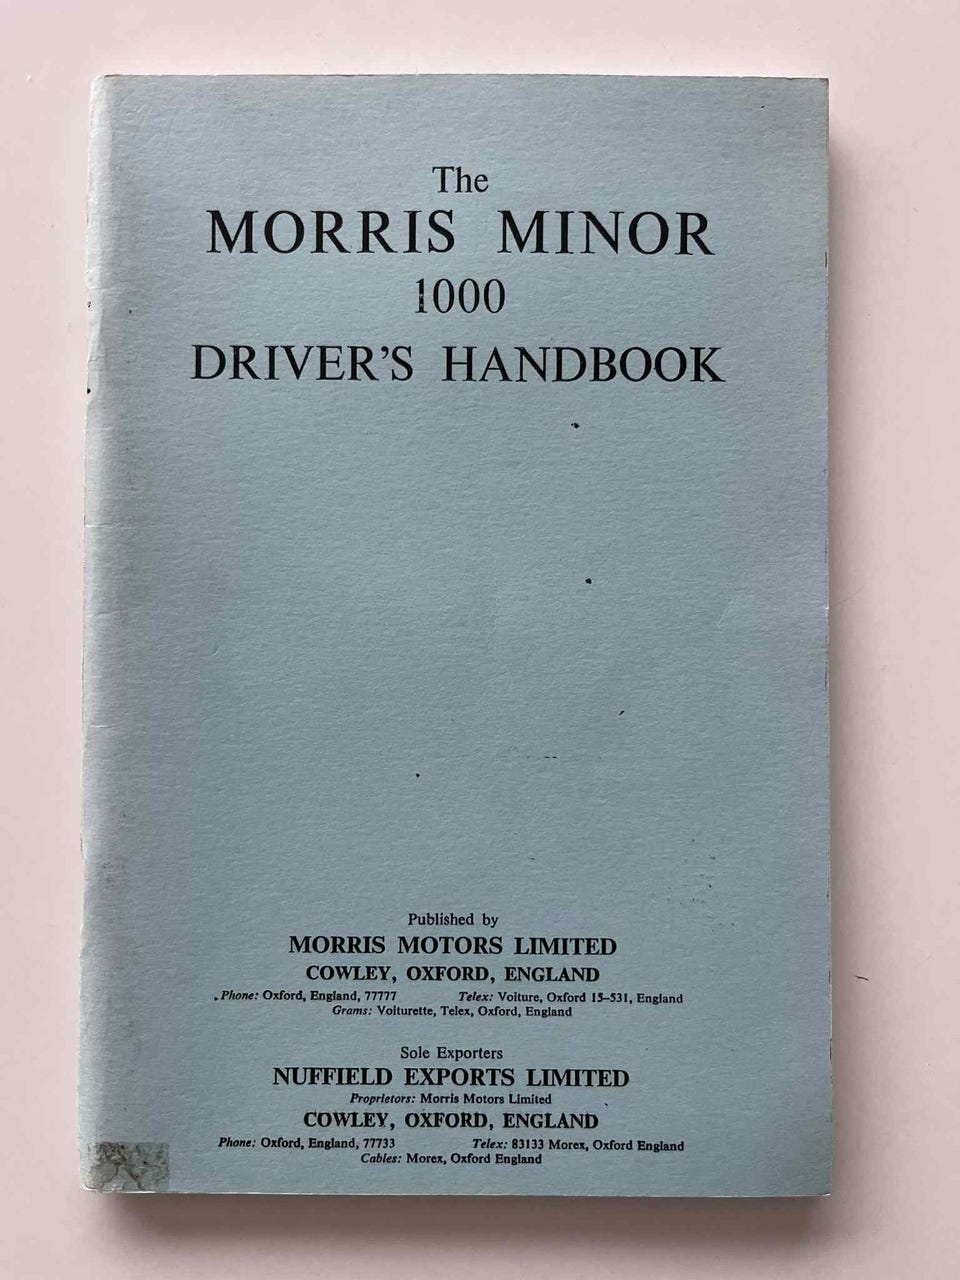 The
MORRIS MINOR
1000
DRIVER'S HANDBOOK
Published by
MORRIS MOTORS LIMITED
COWLEY, OXFORD, ENGLAND
Phone: Oxford, England, 77777 Telex: Voiture, Oxford 15-531, England
Grams: Voiturette, Telex, Oxford, England
Sole Exporters
NUFFIELD EXPORTS LIMITED
Proprietors: Morris Motors Limited
COWLEY, OXFORD, ENGLAND
Phone: Oxford, England, 77733 Telex: 83133 Morex, Oxford England
Cables: Morex, Oxford England